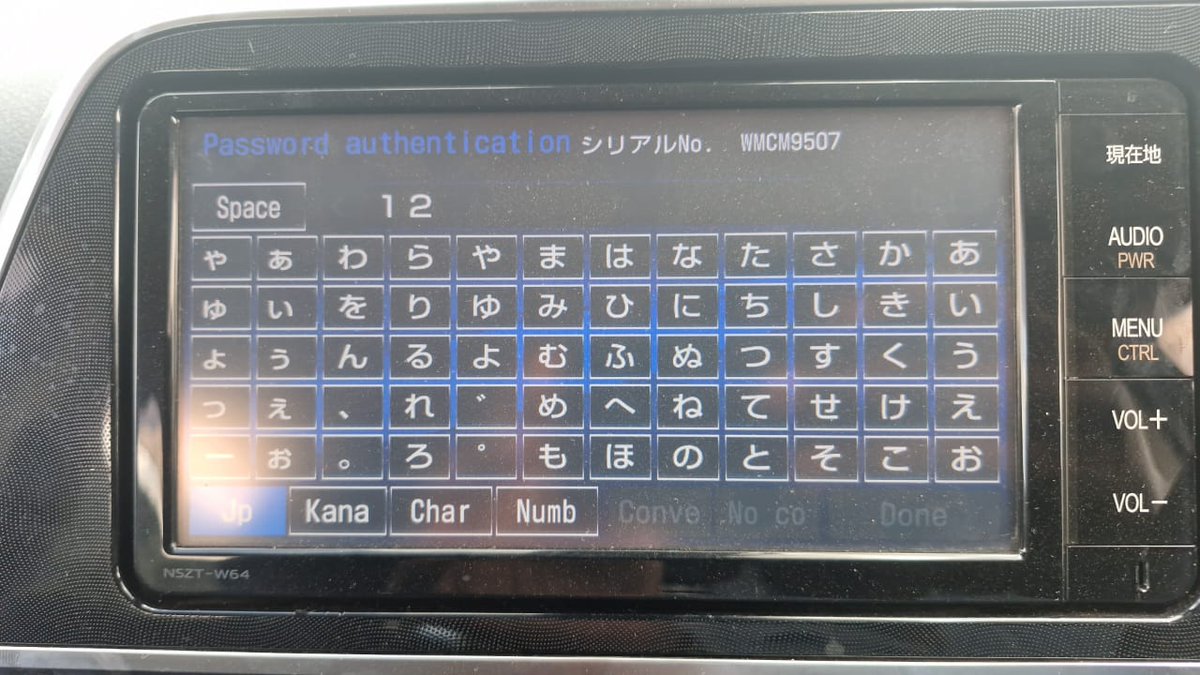 Password authentication シリアルNo. WMCM9507
Space 12
ゃ ぁ わ ら や ま は な た さ か あ
ゅ ぃ を り ゆ み ひ に ち し き い
ょ ぅ ん る よ む ふ ぬ つ す く う
っ ぇ 、 れ ゛ め へ ね て せ け え
ー ぉ 。 ろ ゜ も ほ の と そ こ お
Jp Kana Char Numb Conve No co Done
NSZT-W64
現在地
AUDIO
PWR
MENU
CTRL
VOL+
VOL-